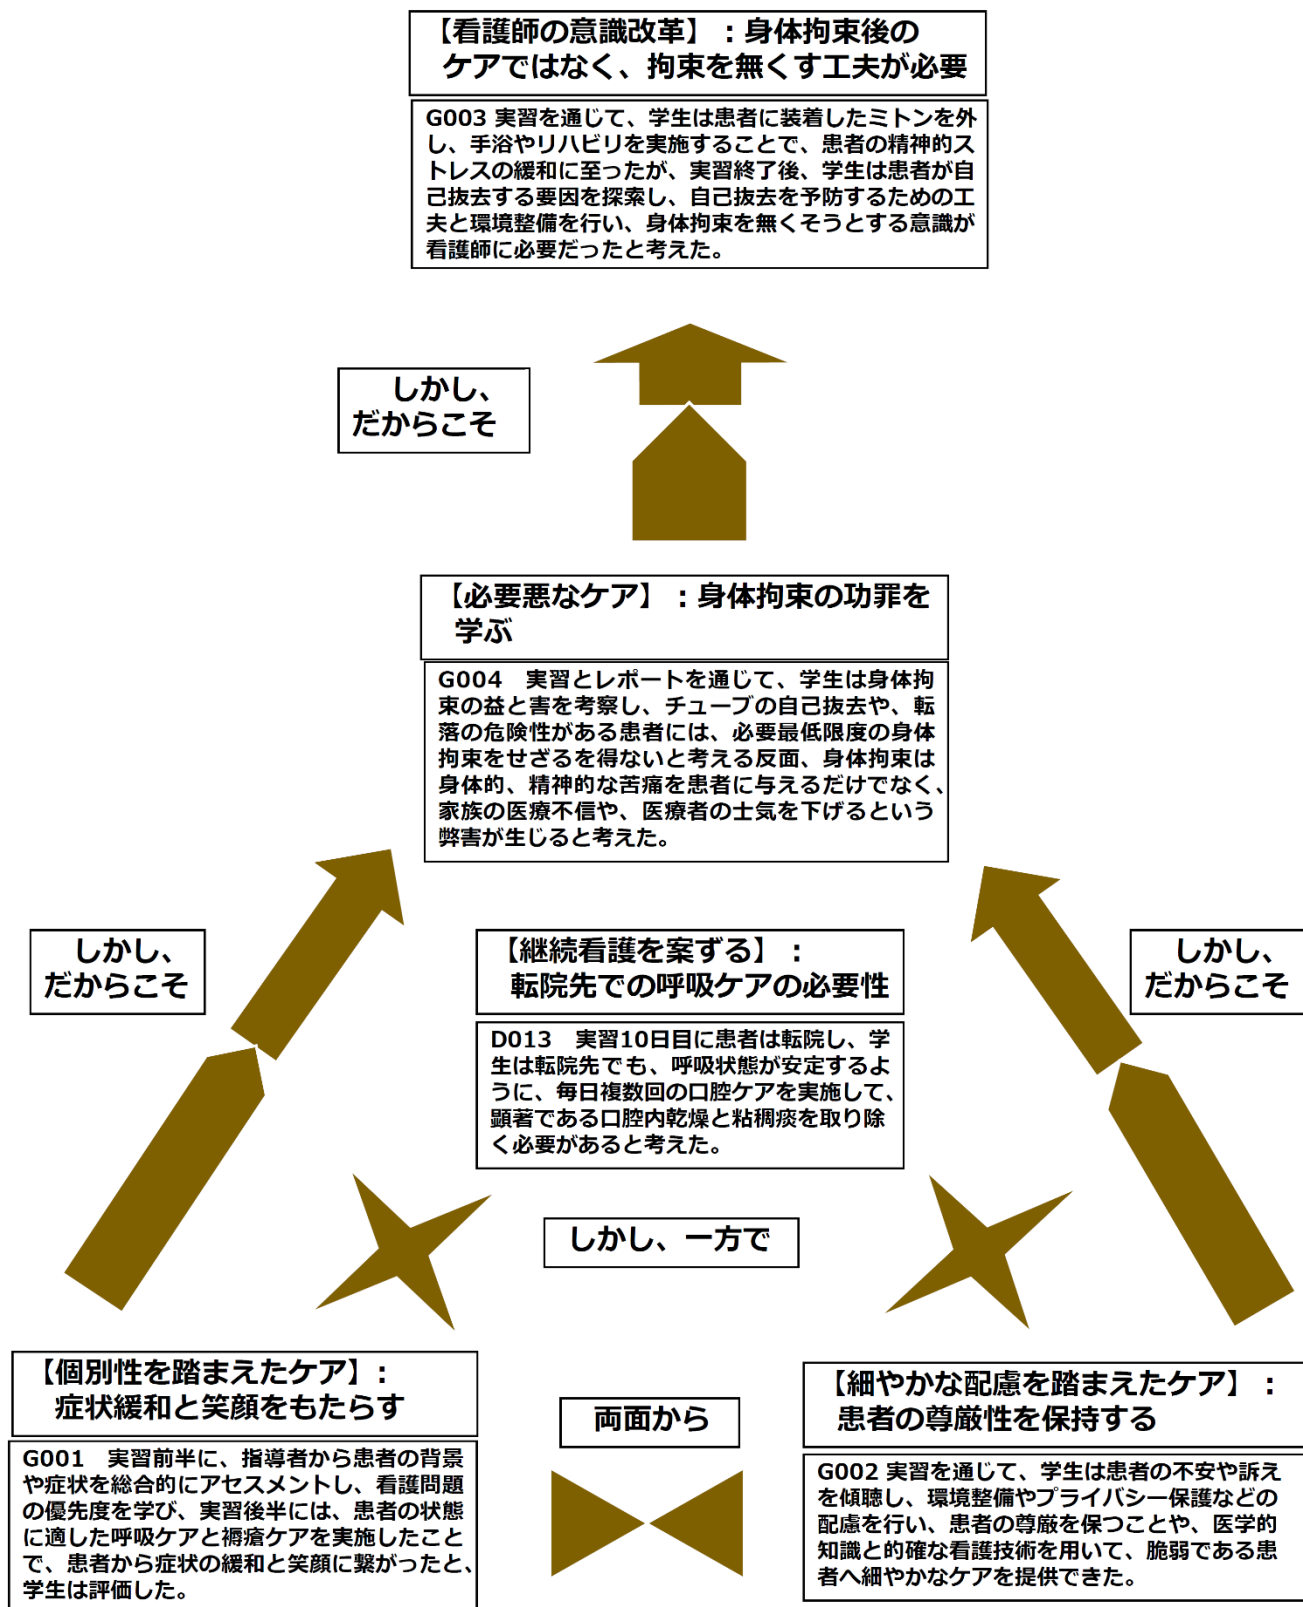 【看護師の意識改革】：身体拘束後の
ケアではなく、拘束を無くす工夫が必要
G003 実習を通じて、学生は患者に装着したミトンを外
し、手浴やリハビリを実施することで、患者の精神的ス
トレスの緩和に至ったが、実習終了後、学生は患者が自
己抜去する要因を探索し、自己抜去を予防するための工
夫と環境整備を行い、身体拘束を無くそうとする意識が
看護師に必要だったと考えた。
しかし、
だからこそ
【必要悪なケア】：身体拘束の功罪を
学ぶ
G004　実習とレポートを通じて、学生は身体拘
束の益と害を考察し、チューブの自己抜去や、転
落の危険性がある患者には、必要最低限度の身体
拘束をせざるを得ないと考える反面、身体拘束は
身体的、精神的な苦痛を患者に与えるだけでなく、
家族の医療不信や、医療者の士気を下げるという
弊害が生じると考えた。
しかし、
だからこそ
【継続看護を案ずる】：
転院先での呼吸ケアの必要性
D013　実習10日目に患者は転院し、学
生は転院先でも、呼吸状態が安定するよ
うに、毎日複数回の口腔ケアを実施して、
顕著である口腔内乾燥と粘稠痰を取り除
く必要があると考えた。
しかし、
だからこそ
しかし、一方で
【個別性を踏まえたケア】：
症状緩和と笑顔をもたらす
G001　実習前半に、指導者から患者の背景
や症状を総合的にアセスメントし、看護問題
の優先度を学び、実習後半には、患者の状態
に適した呼吸ケアと褥瘡ケアを実施したこと
で、患者から症状の緩和と笑顔に繋がったと、
学生は評価した。
両面から
【細やかな配慮を踏まえたケア】：
患者の尊厳性を保持する
G002 実習を通じて、学生は患者の不安や訴え
を傾聴し、環境整備やプライバシー保護などの
配慮を行い、患者の尊厳を保つことや、医学的
知識と的確な看護技術を用いて、脆弱である患
者へ細やかなケアを提供できた。